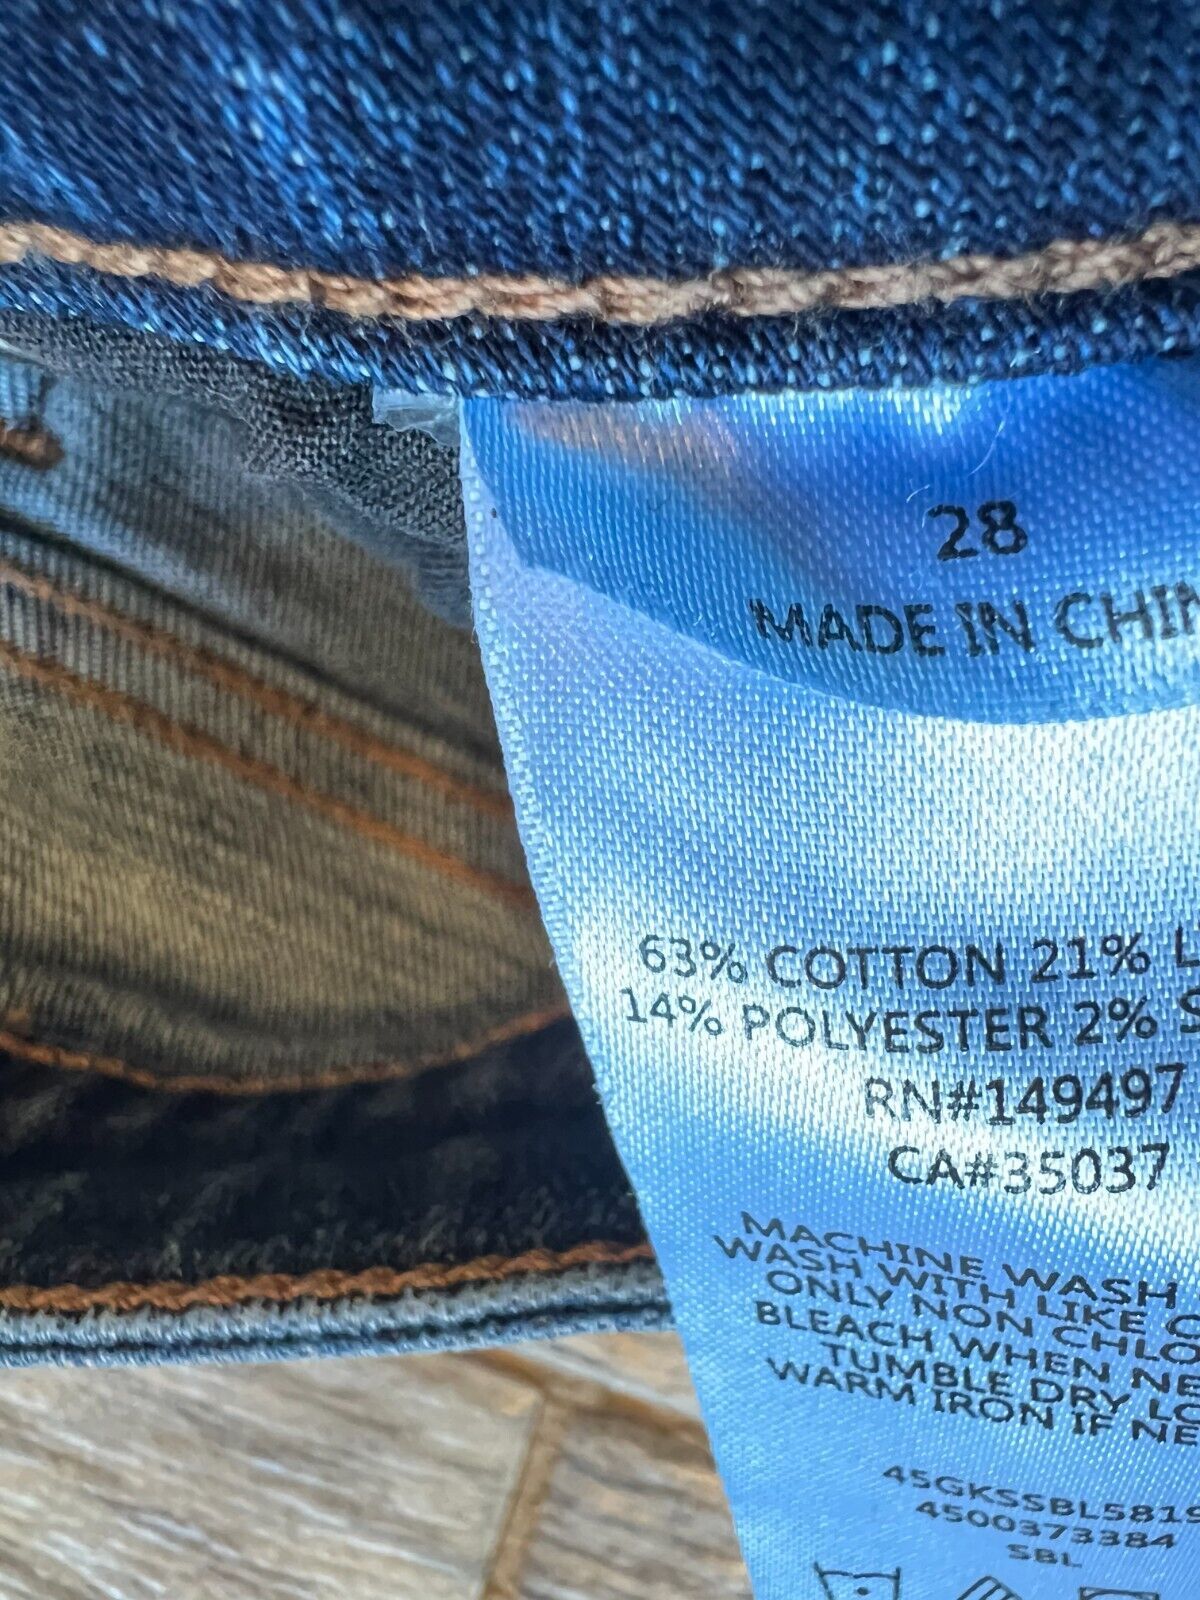 28
MADE IN CHIN
63% COTTON 21% L
14% POLYESTER 2% S
RN#149497
CA#35037
MACHINE WASH
WASH WITH LIKE
ONLY NON CHLO
BLEACH WHEN NE
TUMBLE DRY LO
WARM IRON IF NE
45GKSSBL5819
4500373384
SBL